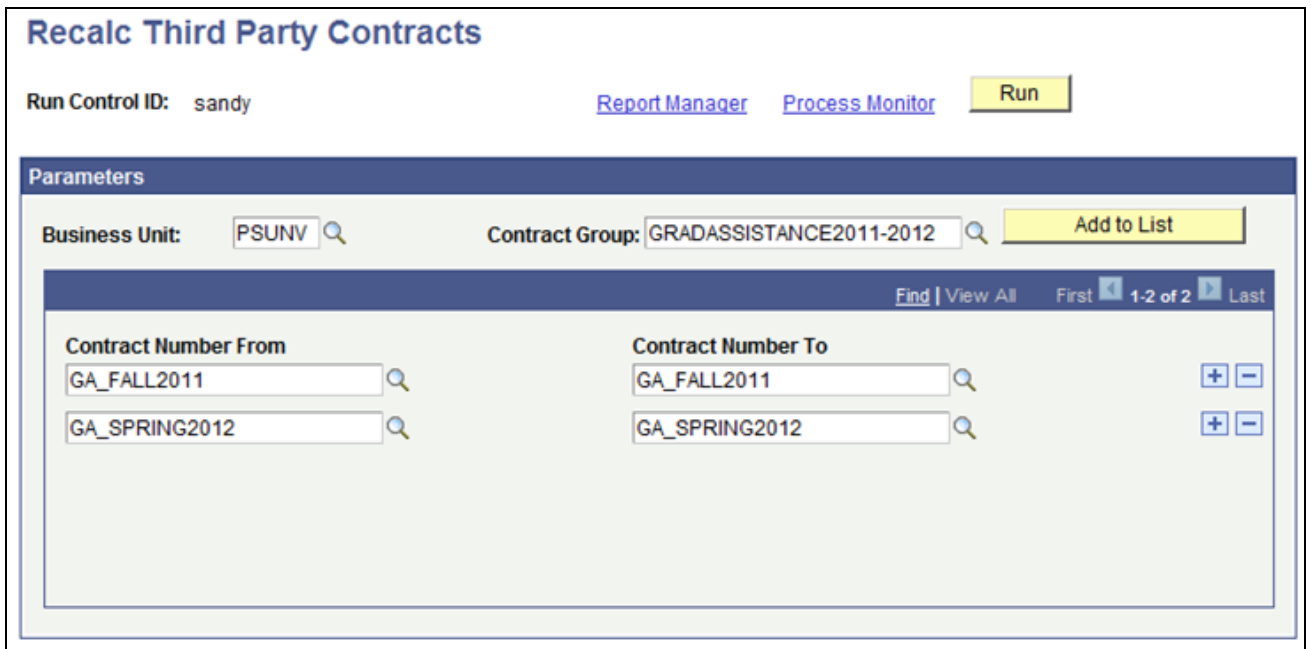 Recalc Third Party Contracts
Run Control ID: sandy Report Manager Process Monitor Run
Parameters
Business Unit: PSUNV Contract Group: GRADASSISTANCE2011-2012 Add to List
Find | View All First 1-2 of 2 Last
Contract Number From Contract Number To
GA_FALL2011 GA_FALL2011
GA_SPRING2012 GA_SPRING2012